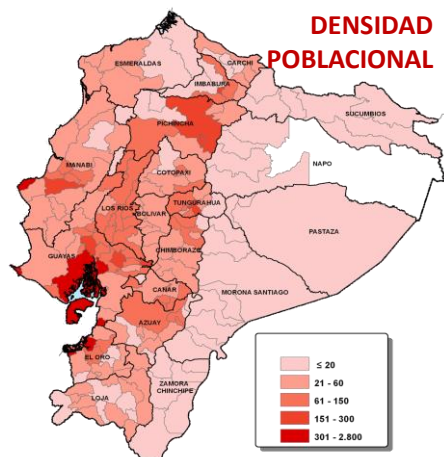 DENSIDAD
POBLACIONAL
ESMERALDAS
CARCHI
IMBABURA
SUCUMBIOS
PICHINCHA
NAPO
MANABI
COTOPAXI
LOS RIOS
BOLIVAR
TUNGURAHUA
PASTAZA
GUAYAS
CHIMBORAZO
MORONA SANTIAGO
CAÑAR
AZUAY
EL ORO
ZAMORA
CHINCHIPE
LOJA
≤ 20
21 - 60
61 - 150
151 - 300
301 - 2.800